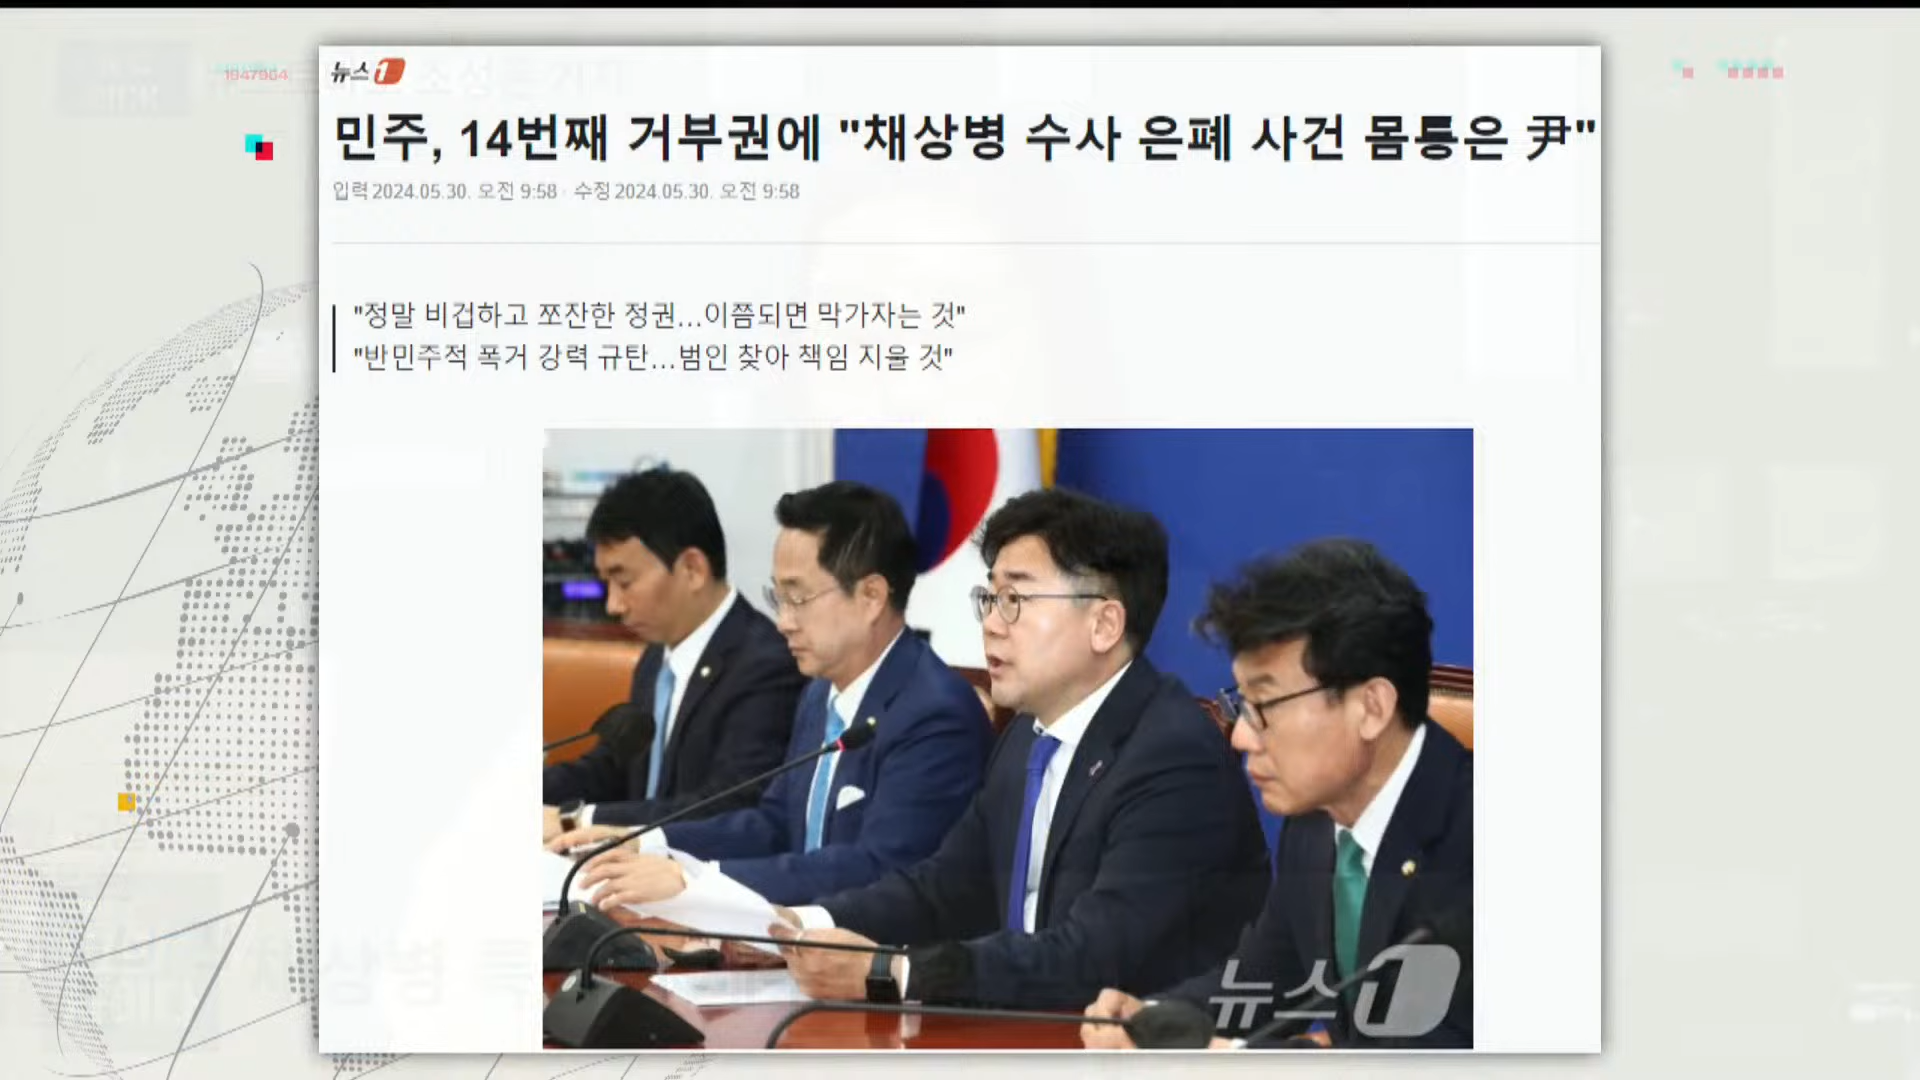 1947964
뉴스1
민주, 14번째 거부권에 "채상병 수사 은폐 사건 몸통은 尹"
입력 2024.05.30. 오전 9:58 · 수정 2024.05.30. 오전 9:58
"정말 비겁하고 쪼잔한 정권...이쯤되면 막가자는 것"
"반민주적 폭거 강력 규탄...범인 찾아 책임 지울 것"
뉴스1